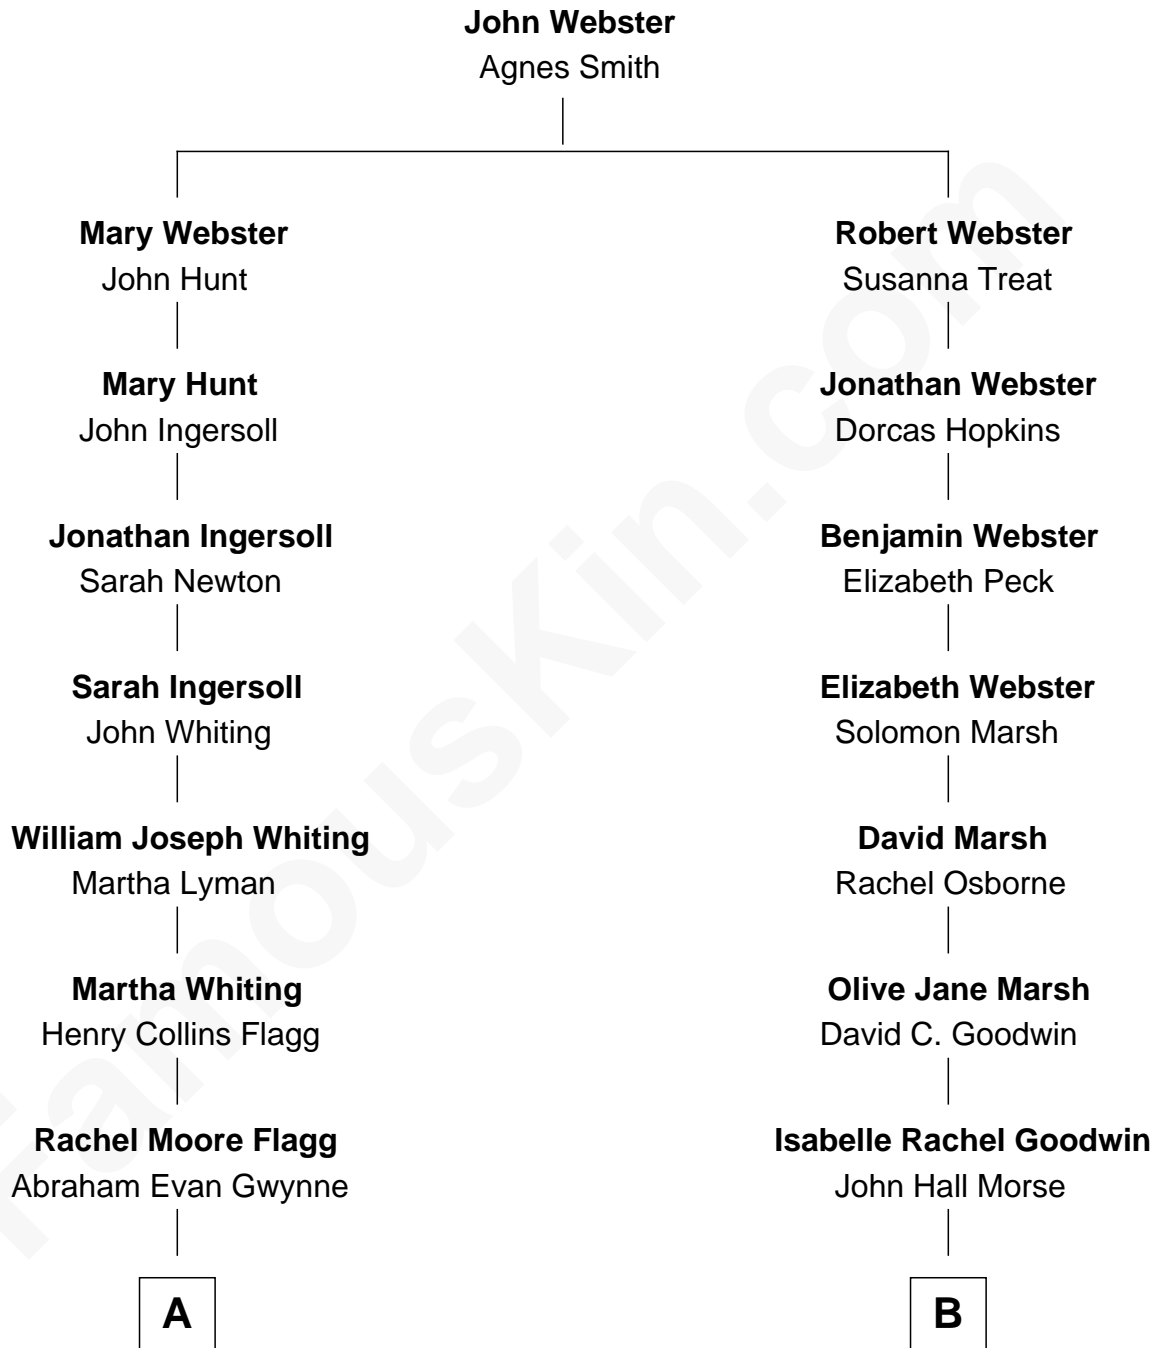 John Webster
Agnes Smith
Mary Webster
John Hunt
Robert Webster
Susanna Treat
Mary Hunt
John Ingersoll
Jonathan Webster
Dorcas Hopkins
Jonathan Ingersoll
Sarah Newton
Benjamin Webster
Elizabeth Peck
Sarah Ingersoll
John Whiting
Elizabeth Webster
Solomon Marsh
William Joseph Whiting
Martha Lyman
David Marsh
Rachel Osborne
Martha Whiting
Henry Collins Flagg
Olive Jane Marsh
David C. Goodwin
Rachel Moore Flagg
Abraham Evan Gwynne
Isabelle Rachel Goodwin
John Hall Morse
A
B
FamousKin.com